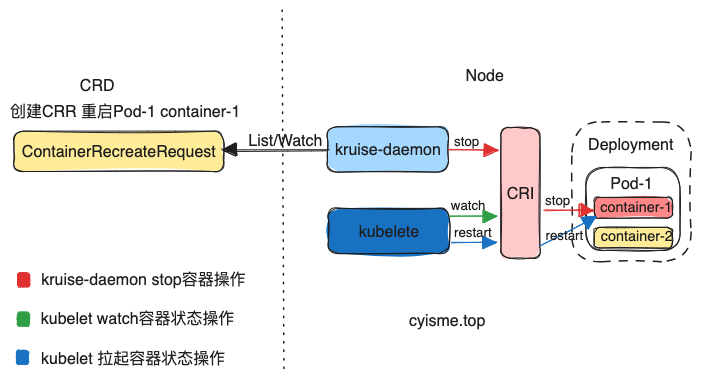 CRD
创建CRR 重启Pod-1 container-1
ContainerRecreateRequest
List/Watch
Node
kruise-daemon
stop
kubelete
watch
restart
CRI
stop
restart
Deployment
Pod-1
container-1
container-2
kruise-daemon stop容器操作
kubelet watch容器状态操作
kubelet 拉起容器状态操作
cyisme.top